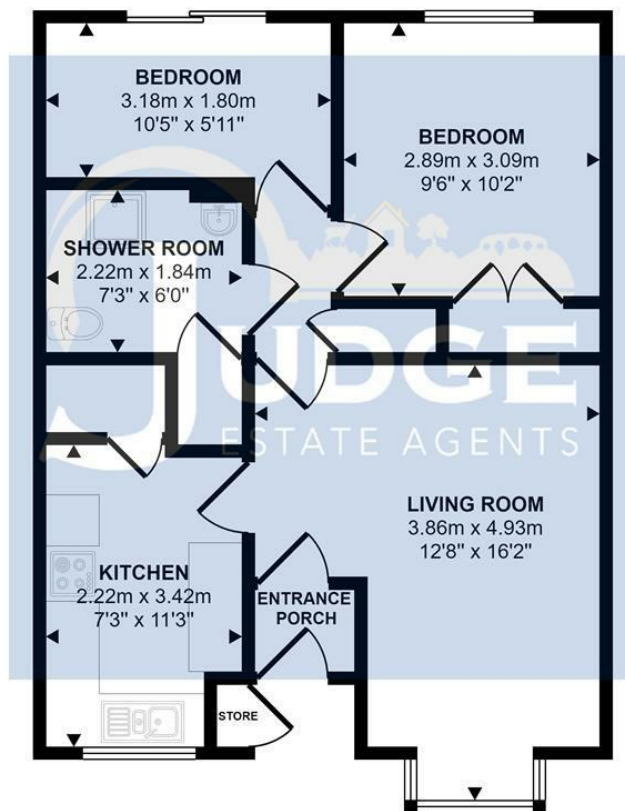 BEDROOM
3.18m x 1.80m
10'5" x 5'11"
BEDROOM
2.89m x 3.09m
9'6" x 10'2"
SHOWER ROOM
2.22m x 1.84m
7'3" x 6'0"
JUDGE
ESTATE AGENTS
LIVING ROOM
3.86m x 4.93m
12'8" x 16'2"
KITCHEN
2.22m x 3.42m
7'3" x 11'3"
ENTRANCE
PORCH
STORE